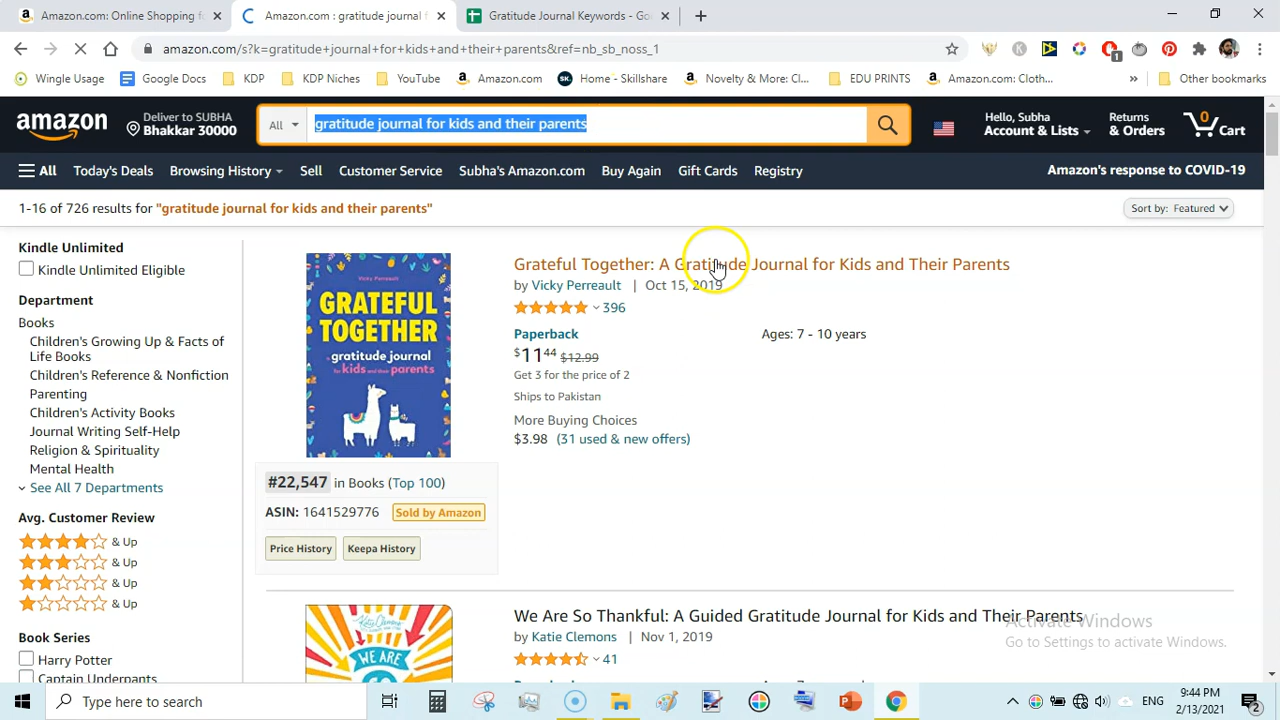 Amazon.com: Online Shopping fo
Amazon.com : gratitude journal f
Gratitude Journal Keywords - Go
amazon.com/s?k=gratitude+journal+for+kids+and+their+parents&ref=nb_sb_noss_1
Wingle Usage
Google Docs
KDP
KDP Niches
YouTube
Amazon.com
Home - Skillshare
Novelty & More: Cl...
EDU PRINTS
Amazon.com: Cloth...
Other bookmarks
amazon
Deliver to SUBHA
Bhakkar 30000
All
gratitude journal for kids and their parents
Hello, Subha
Account & Lists
Returns
& Orders
0
Cart
All
Today's Deals
Browsing History
Sell
Customer Service
Subha's Amazon.com
Buy Again
Gift Cards
Registry
Amazon's response to COVID-19
1-16 of 726 results for "gratitude journal for kids and their parents"
Sort by: Featured
Kindle Unlimited
Kindle Unlimited Eligible
Department
Books
Children's Growing Up & Facts of
Life Books
Children's Reference & Nonfiction
Parenting
Children's Activity Books
Journal Writing Self-Help
Religion & Spirituality
Mental Health
See All 7 Departments
Avg. Customer Review
& Up
& Up
& Up
& Up
Book Series
Harry Potter
Captain Underpants
Vicky Perreault
GRATEFUL
TOGETHER
gratitude journal
for kids and their parents
#22,547 in Books (Top 100)
ASIN: 1641529776 Sold by Amazon
Price History
Keepa History
Grateful Together: A Gratitude Journal for Kids and Their Parents
by Vicky Perreault | Oct 15, 2019
396
Paperback
$11 44 $12.99
Get 3 for the price of 2
Ships to Pakistan
More Buying Choices
$3.98 (31 used & new offers)
Ages: 7 - 10 years
Katie Clemons
WE ARE
We Are So Thankful: A Guided Gratitude Journal for Kids and Their Parents
by Katie Clemons | Nov 1, 2019
41
Activate Windows
Go to Settings to activate Windows.
Type here to search
ENG
9:44 PM
2/13/2021
2